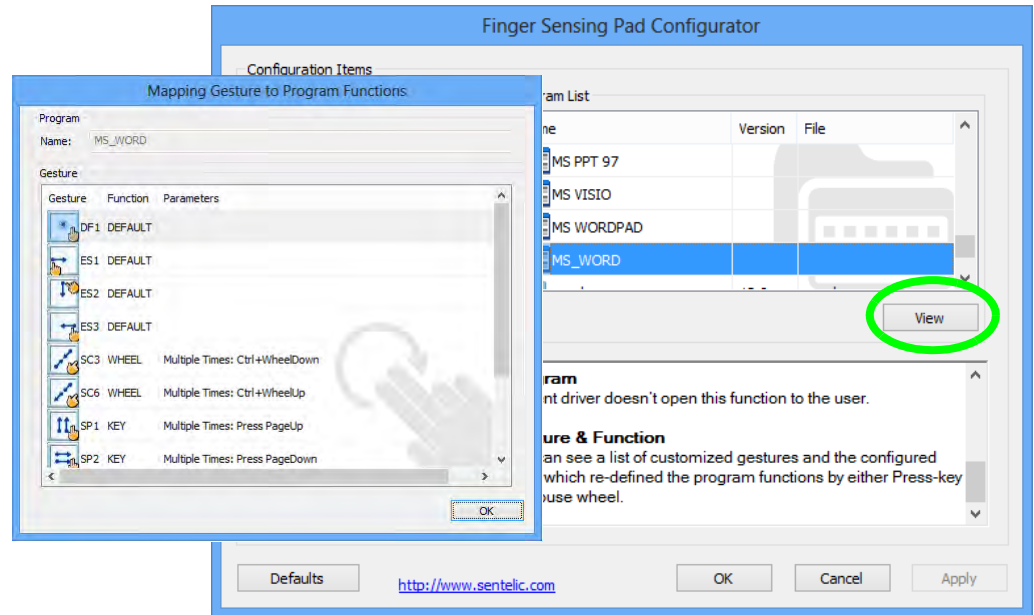 Finger Sensing Pad Configurator
Configuration Items
Mapping Gesture to Program Functions
Program
Name: MS_WORD
Gesture
Gesture Function Parameters
DF1 DEFAULT
ES1 DEFAULT
ES2 DEFAULT
ES3 DEFAULT
SC3 WHEEL Multiple Times: Ctrl+WheelDown
SC6 WHEEL Multiple Times: Ctrl+WheelUp
SP1 KEY Multiple Times: Press PageUp
SP2 KEY Multiple Times: Press PageDown
OK
ram List
me Version File
MS PPT 97
MS VISIO
MS WORDPAD
MS_WORD
View
ram
nt driver doesn't open this function to the user.
ure & Function
an see a list of customized gestures and the configured
which re-defined the program functions by either Press-key
ouse wheel.
Defaults http://www.sentelic.com OK Cancel Apply